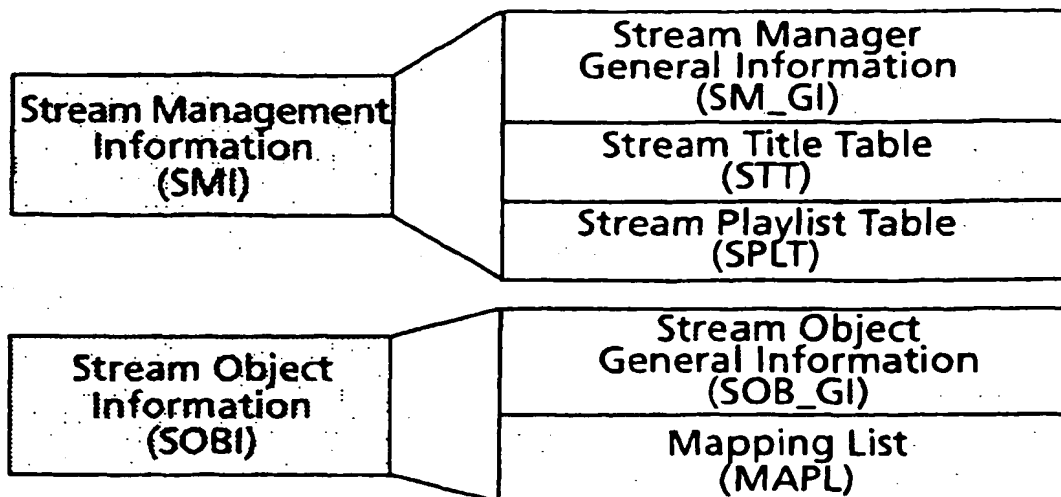 Stream Management
Information
(SMI)
Stream Manager
General Information
(SM_GI)
Stream Title Table
(STT)
Stream Playlist Table
(SPLT)
Stream Object
Information
(SOBI)
Stream Object
General Information
(SOB_GI)
Mapping List
(MAPL)